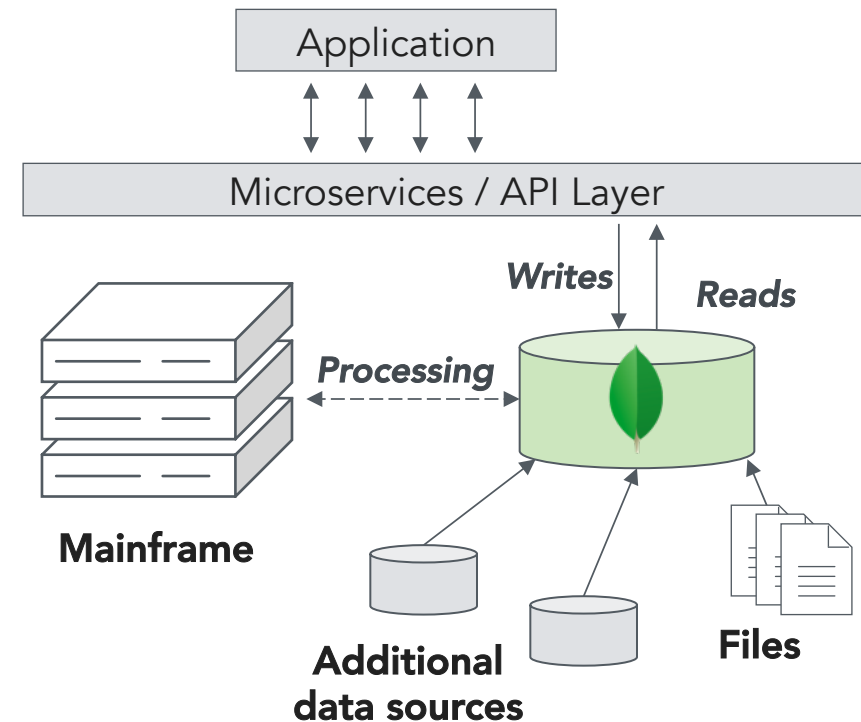 Application
Microservices / API Layer
Writes
Reads
Processing
Mainframe
Additional
data sources
Files